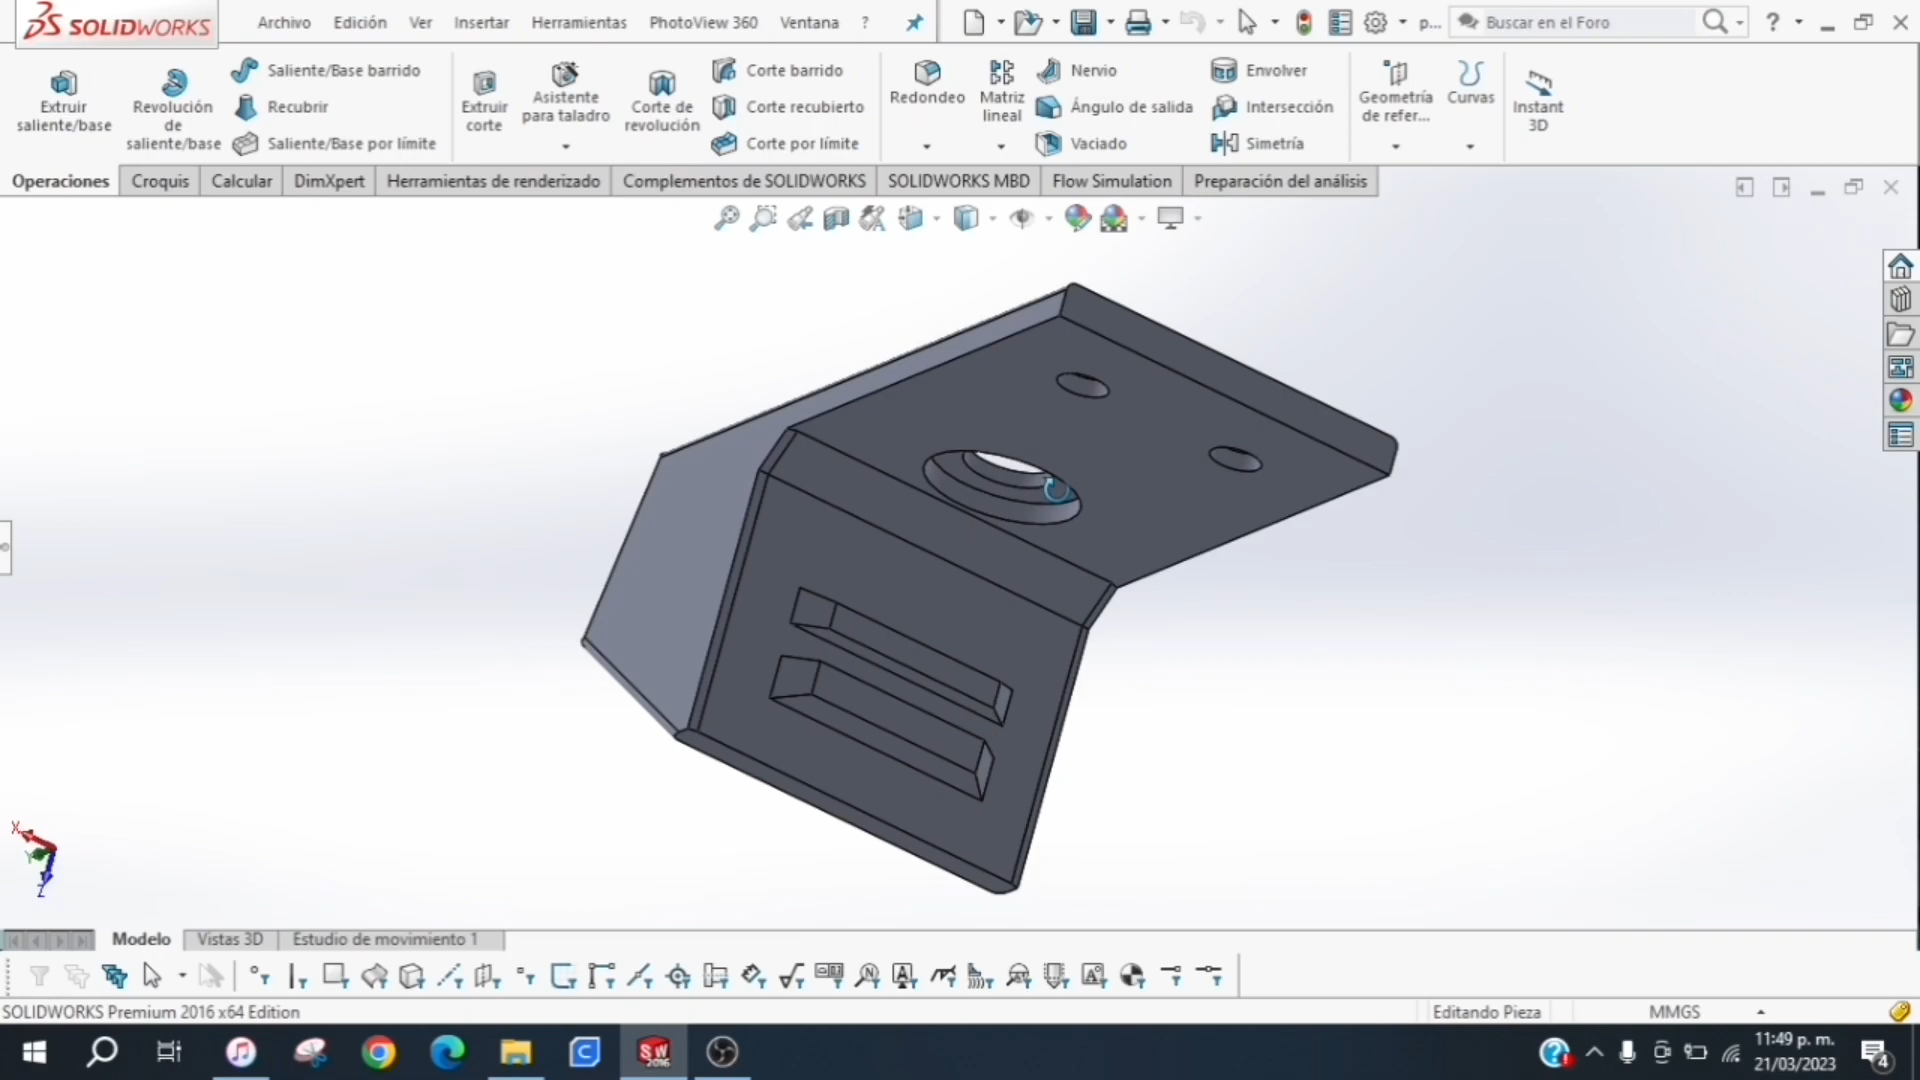 SOLIDWORKS
Archivo Edición Ver Insertar Herramientas PhotoView 360 Ventana ?
p...
Buscar en el Foro
?
Extruir saliente/base
Revolución de saliente/base
Saliente/Base barrido
Recubrir
Saliente/Base por límite
Extruir corte
Asistente para taladro
Corte de revolución
Corte barrido
Corte recubierto
Corte por límite
Redondeo
Matriz lineal
Nervio
Ángulo de salida
Vaciado
Envolver
Intersección
Simetría
Geometría de refer...
Curvas
Instant 3D
Operaciones Croquis Calcular DimXpert Herramientas de renderizado Complementos de SOLIDWORKS SOLIDWORKS MBD Flow Simulation Preparación del análisis
X
Y
Z
Modelo Vistas 3D Estudio de movimiento 1
SOLIDWORKS Premium 2016 x64 Edition
Editando Pieza
MMGS
SW
2016
11:49 p. m.
21/03/2023
4